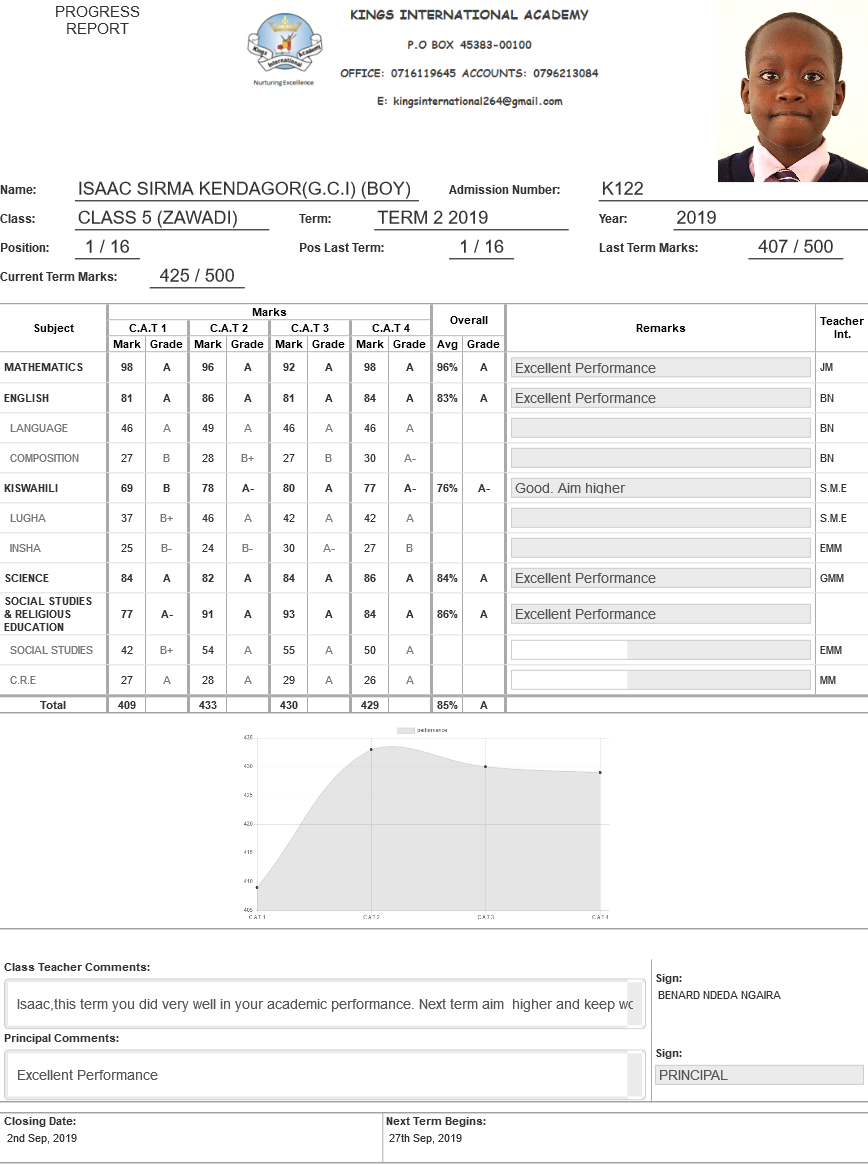 PROGRESS
REPORT
KINGS INTERNATIONAL ACADEMY
P.O BOX 45383-00100
OFFICE: 0716119645 ACCOUNTS: 0796213084
E: kingsinternational264@gmail.com
Kings International Academy
Nurturing Excellence
Name: ISAAC SIRMA KENDAGOR(G.C.I) (BOY) Admission Number: K122
Class: CLASS 5 (ZAWADI) Term: TERM 2 2019 Year: 2019
Position: 1 / 16 Pos Last Term: 1 / 16 Last Term Marks: 407 / 500
Current Term Marks: 425 / 500
Subject Marks Overall Remarks Teacher Int.
C.A.T 1 C.A.T 2 C.A.T 3 C.A.T 4
Mark Grade Mark Grade Mark Grade Mark Grade Avg Grade
MATHEMATICS 98 A 96 A 92 A 98 A 96% A Excellent Performance JM
ENGLISH 81 A 86 A 81 A 84 A 83% A Excellent Performance BN
LANGUAGE 46 A 49 A 46 A 46 A BN
COMPOSITION 27 B 28 B+ 27 B 30 A- BN
KISWAHILI 69 B 78 A- 80 A 77 A- 76% A- Good. Aim higher S.M.E
LUGHA 37 B+ 46 A 42 A 42 A S.M.E
INSHA 25 B- 24 B- 30 A- 27 B EMM
SCIENCE 84 A 82 A 84 A 86 A 84% A Excellent Performance GMM
SOCIAL STUDIES
& RELIGIOUS
EDUCATION 77 A- 91 A 93 A 84 A 86% A Excellent Performance
SOCIAL STUDIES 42 B+ 54 A 55 A 50 A EMM
C.R.E 27 A 28 A 29 A 26 A MM
Total 409 433 430 429 85% A
performance
435
430
425
420
415
410
405
CAT1 CAT2 CAT3 CAT4
Class Teacher Comments:
Isaac,this term you did very well in your academic performance. Next term aim higher and keep
Sign:
BENARD NDEDA NGAIRA
Principal Comments:
Excellent Performance
Sign:
PRINCIPAL
Closing Date: Next Term Begins:
2nd Sep, 2019 27th Sep, 2019